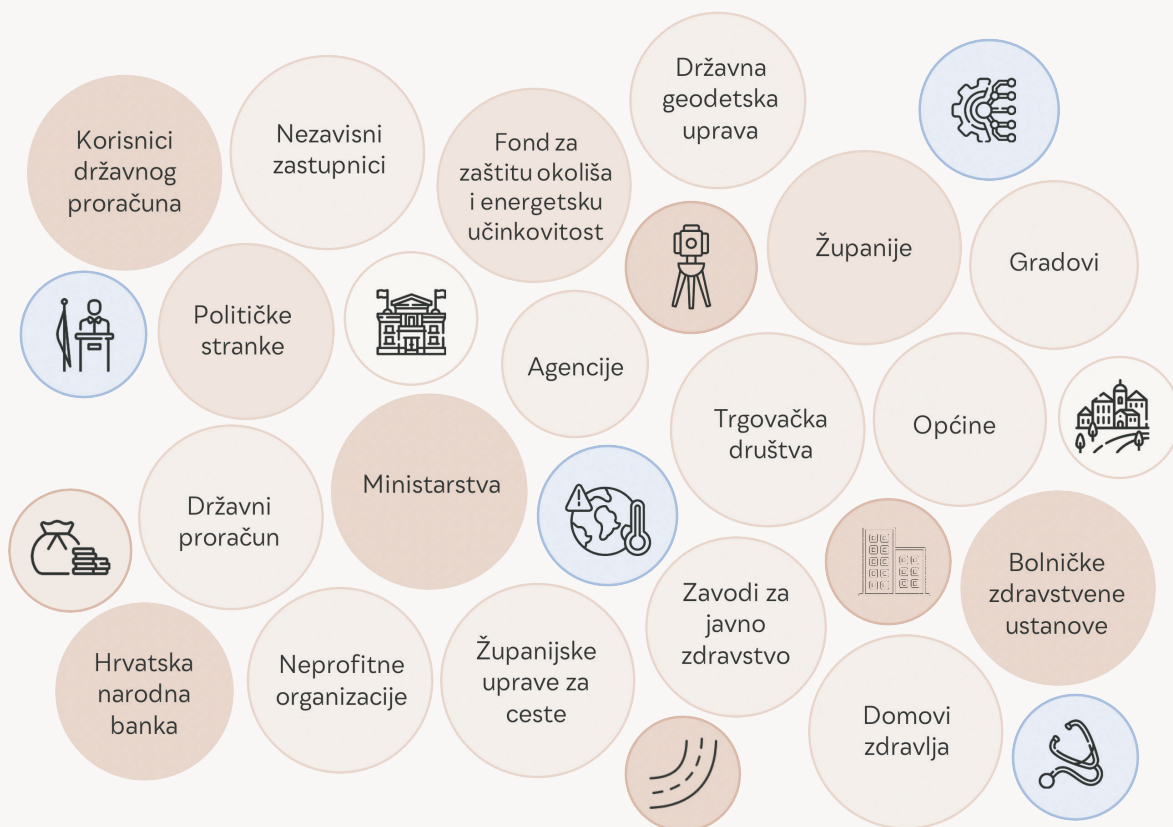 Korisnici
državnog
proračuna
Nezavisni
zastupnici
Fond za
zaštitu okoliša
i energetsku
učinkovitost
Državna
geodetska
uprava
Županije
Gradovi
Političke
stranke
Agencije
Trgovačka
društva
Općine
Državni
proračun
Ministarstva
Bolničke
zdravstvene
ustanove
Zavodi za
javno
zdravstvo
Hrvatska
narodna
banka
Neprofitne
organizacije
Županijske
uprave za
ceste
Domovi
zdravlja